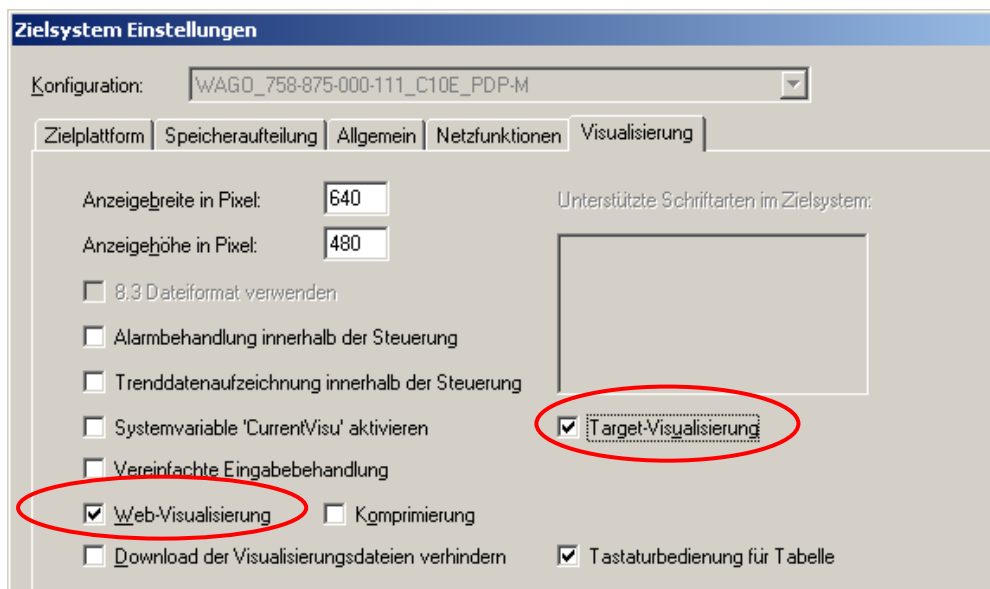 Zielsystem Einstellungen
Konfiguration: WAGO_758-875-000-111_C10E_PDP-M
Zielplattform Speicheraufteilung Allgemein Netzfunktionen Visualisierung
Anzeigebreite in Pixel: 640 Unterstützte Schriftarten im Zielsystem:
Anzeigehöhe in Pixel: 480
8.3 Dateiformat verwenden
Alarmbehandlung innerhalb der Steuerung
Trenddatenaufzeichnung innerhalb der Steuerung
Systemvariable 'CurrentVisu' aktivieren Target-Visualisierung
Vereinfachte Eingabebehandlung
Web-Visualisierung Komprimierung
Download der Visualisierungsdateien verhindern Tastaturbedienung für Tabelle